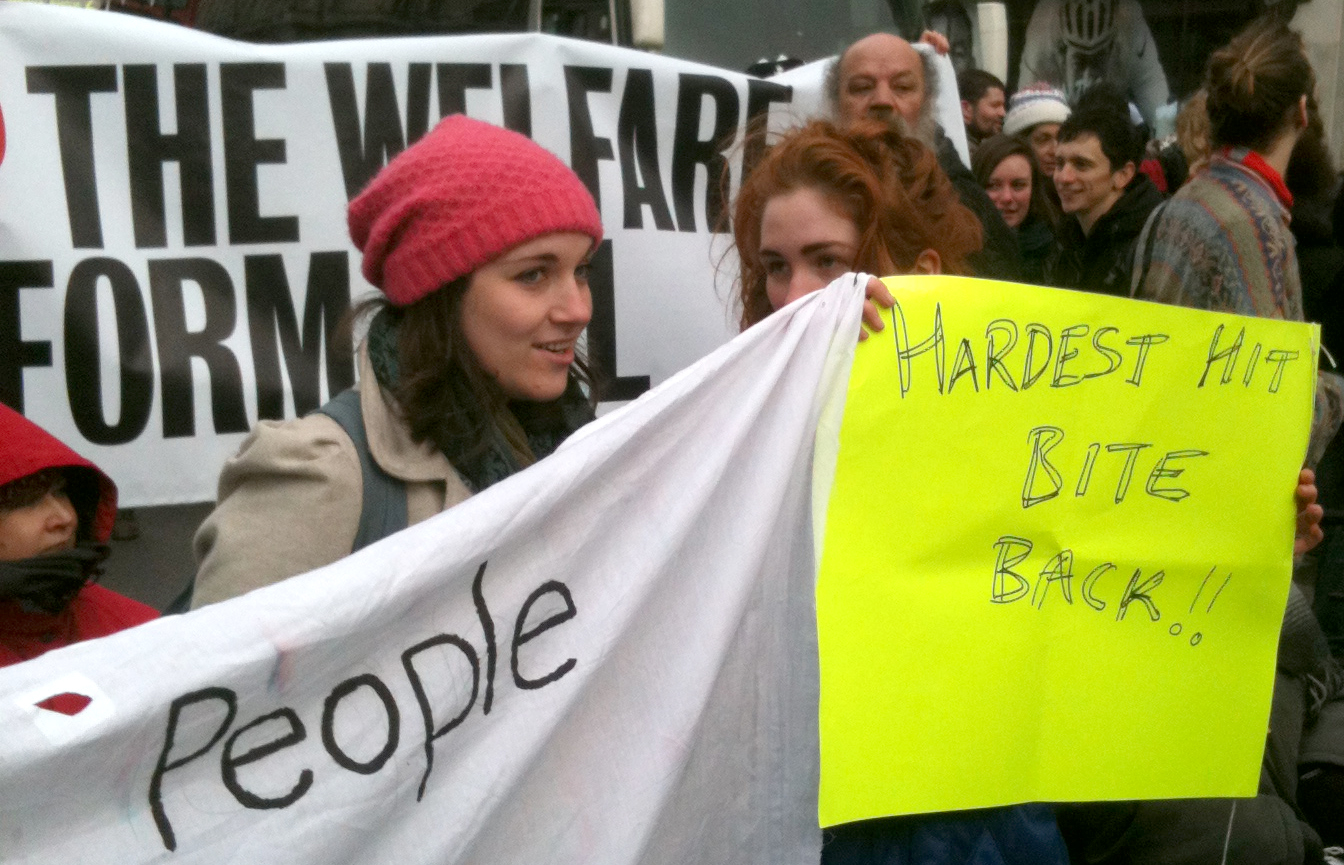 THE WELFARE
FORM
People
HARDEST HIT
BITE
BACK!!